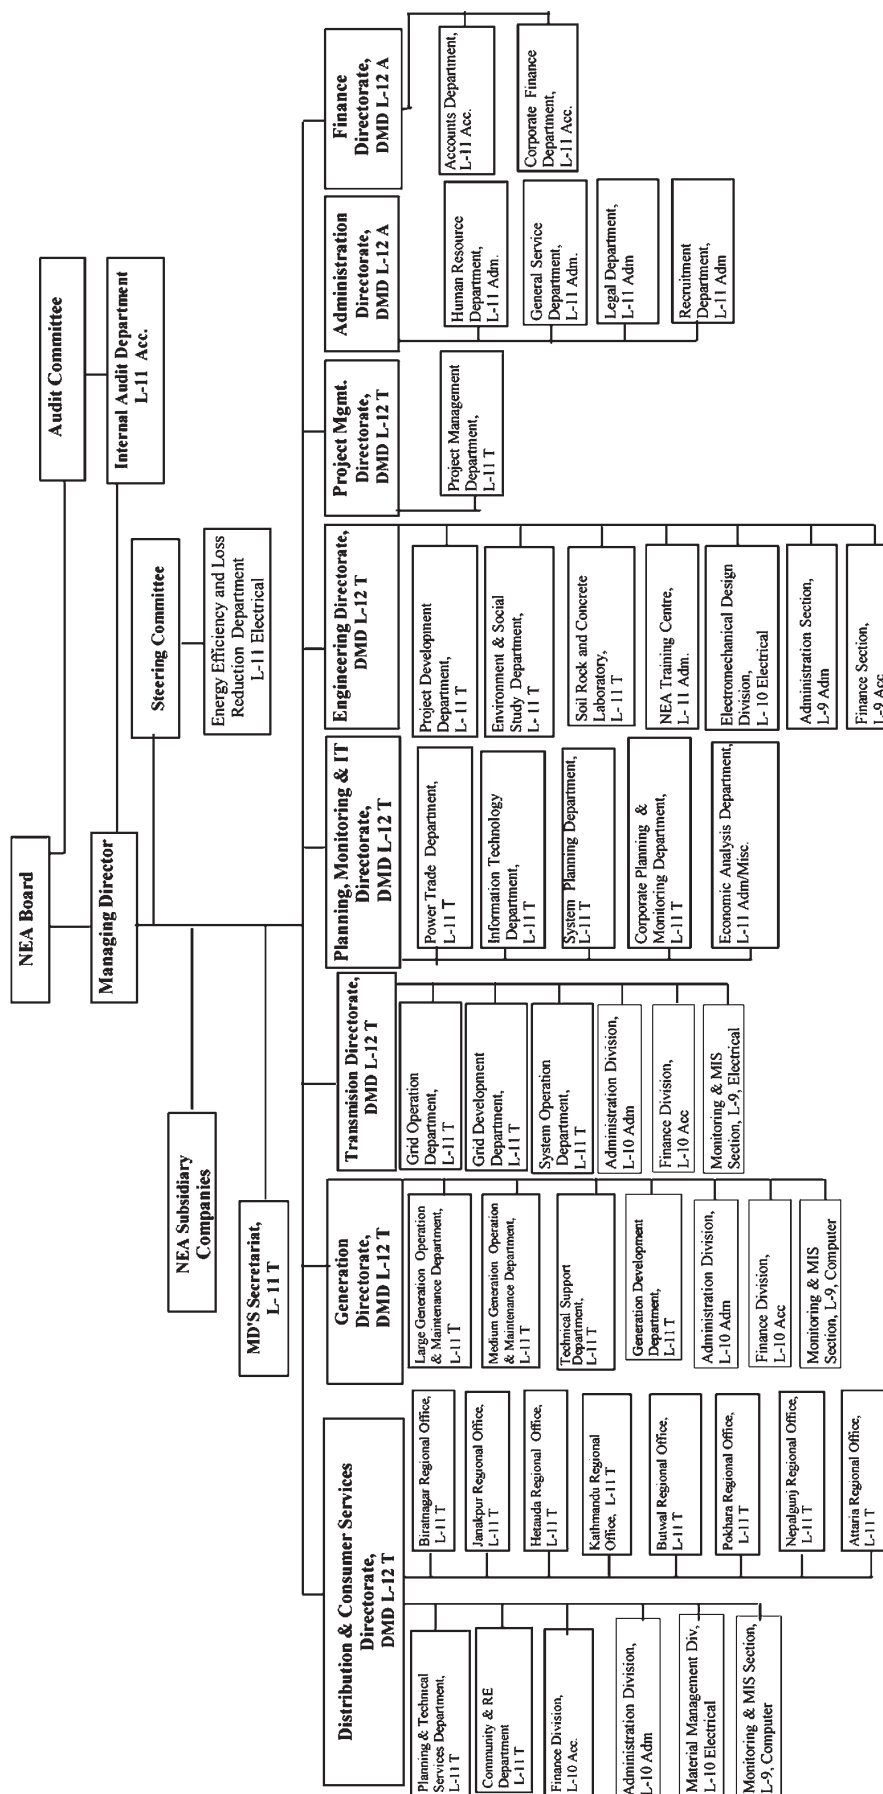 NEA Board
Audit Committee
Managing Director
Internal Audit Department
L-11 Acc.
Steering Committee
NEA Subsidiary
Companies
Energy Efficiency and Loss
Reduction Department
L-11 Electrical
MD'S Secretariat,
L- 11 T
Distribution & Consumer Services
Directorate,
DMD L-12 T
Planning & Technical
Services Department,
L-11 T
Community & RE
Department
L-11 T
Finance Division,
L-10 Acc.
Administration Division,
L-10 Adm
Material Management Div,
L-10 Electrical
Monitoring & MIS Section,
L-9, Computer
Biratnagar Regional Office,
L-11 T
Janakpur Regional Office,
L-11 T
Hetauda Regional Office,
L-11 T
Kathmandu Regional
Office, L-11 T
Butwal Regional Office,
L-11 T
Pokhara Regional Office,
L-11 T
Nepalgunj Regional Office,
L-11 T
Attaria Regional Office,
L-11 T
Generation
Directorate,
DMD L-12 T
Large Generation Operation
& Maintenance Department,
L-11 T
Medium Generation Operation
& Maintenance Department,
L-11 T
Technical Support
Department,
L-11 T
Generation Development
Department,
L-11 T
Administration Division,
L-10 Adm
Finance Division,
L-10 Acc
Monitoring & MIS
Section, L-9, Computer
Transmision Directorate,
DMD L-12 T
Grid Operation
Department,
L-11 T
Grid Development
Department,
L-11 T
System Operation
Department,
L-11 T
Administration Division,
L-10 Adm
Finance Division,
L-10 Acc
Monitoring & MIS
Section, L-9, Electrical
Planning, Monitoring & IT
Directorate,
DMD L-12 T
Power Trade Department,
L-11 T
Information Technology
Department,
L-11 T
System Planning Department,
L-11 T
Corporate Planning &
Monitoring Department,
L-11 T
Economic Analysis Department,
L-11 Adm/Misc.
Engineering Directorate,
DMD L-12 T
Project Development
Department,
L- 11 T
Environment & Social
Study Department,
L- 11 T
Soil Rock and Concrete
Laboratory,
L- 11 T
NEA Training Centre,
L- 11 Adm.
Electromechanical Design
Division,
L- 10 Electrical
Administration Section,
L-9 Adm
Finance Section,
L-9 Acc
Project Mgmt.
Directorate,
DMD L-12 T
Project Management
Department,
L-11 T
Administration
Directorate,
DMD L-12 A
Human Resource
Department,
L-11 Adm.
General Service
Department,
L-11 Adm.
Legal Department,
L-11 Adm
Recruitment
Department,
L-11 Adm
Finance
Directorate,
DMD L-12 A
Accounts Department,
L-11 Acc.
Corporate Finance
Department,
L-11 Acc.